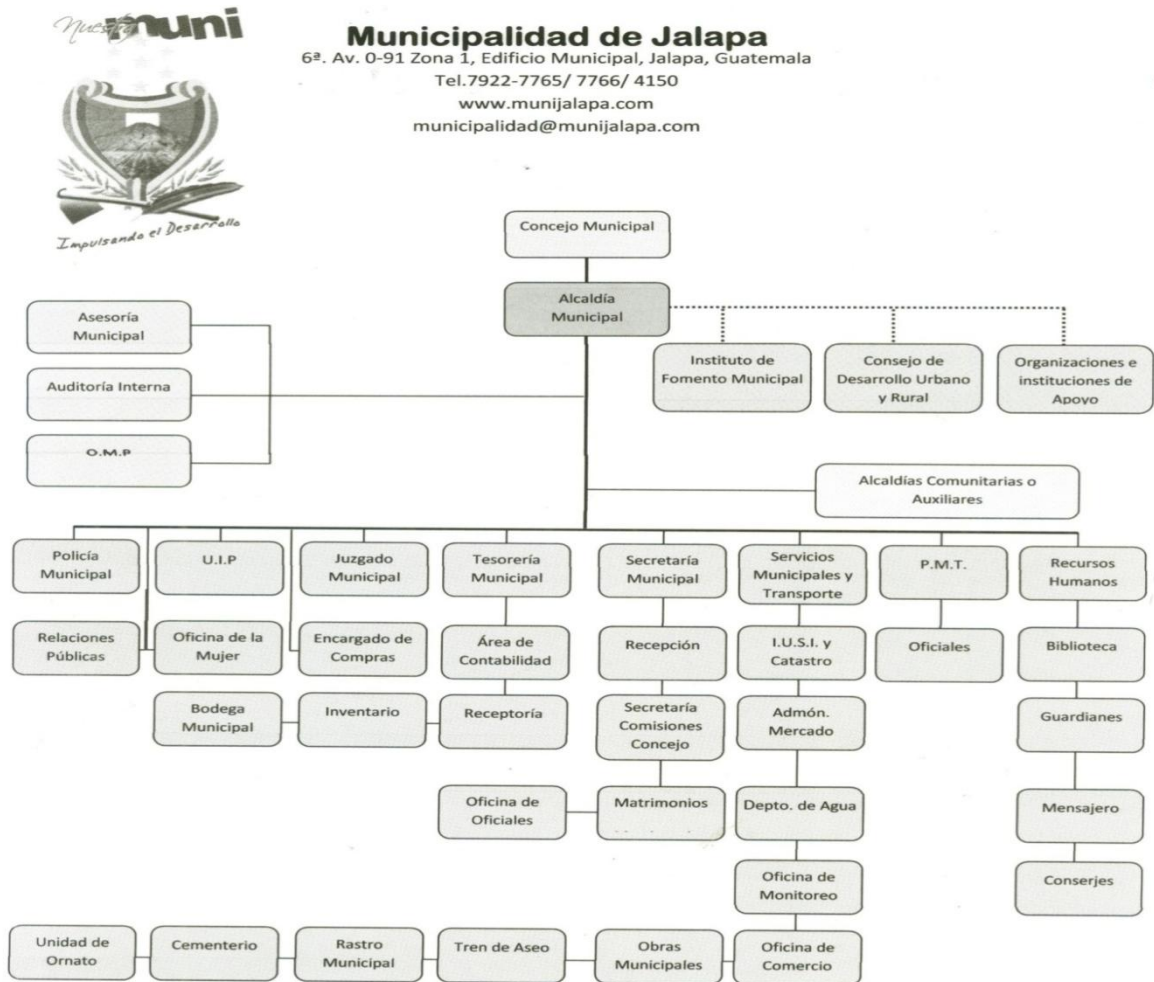 Nuestra muni
Municipalidad de Jalapa
6ª. Av. 0-91 Zona 1, Edificio Municipal, Jalapa, Guatemala
Tel.7922-7765/ 7766/ 4150
www.munijalapa.com
municipalidad@munijalapa.com
Impulsando el Desarrollo
Concejo Municipal
Alcaldía
Municipal
Asesoría
Municipal
Auditoría Interna
O.M.P
Instituto de
Fomento Municipal
Consejo de
Desarrollo Urbano
y Rural
Organizaciones e
instituciones de
Apoyo
Alcaldías Comunitarias o
Auxiliares
Policía
Municipal
U.I.P
Juzgado
Municipal
Tesorería
Municipal
Secretaría
Municipal
Servicios
Municipales y
Transporte
P.M.T.
Recursos
Humanos
Relaciones
Públicas
Oficina de la
Mujer
Encargado de
Compras
Área de
Contabilidad
Recepción
I.U.S.I. y
Catastro
Oficiales
Biblioteca
Bodega
Municipal
Inventario
Receptoría
Secretaría
Comisiones
Concejo
Admón.
Mercado
Guardianes
Oficina de
Oficiales
Matrimonios
Depto. de Agua
Mensajero
Oficina de
Monitoreo
Conserjes
Unidad de
Ornato
Cementerio
Rastro
Municipal
Tren de Aseo
Obras
Municipales
Oficina de
Comercio